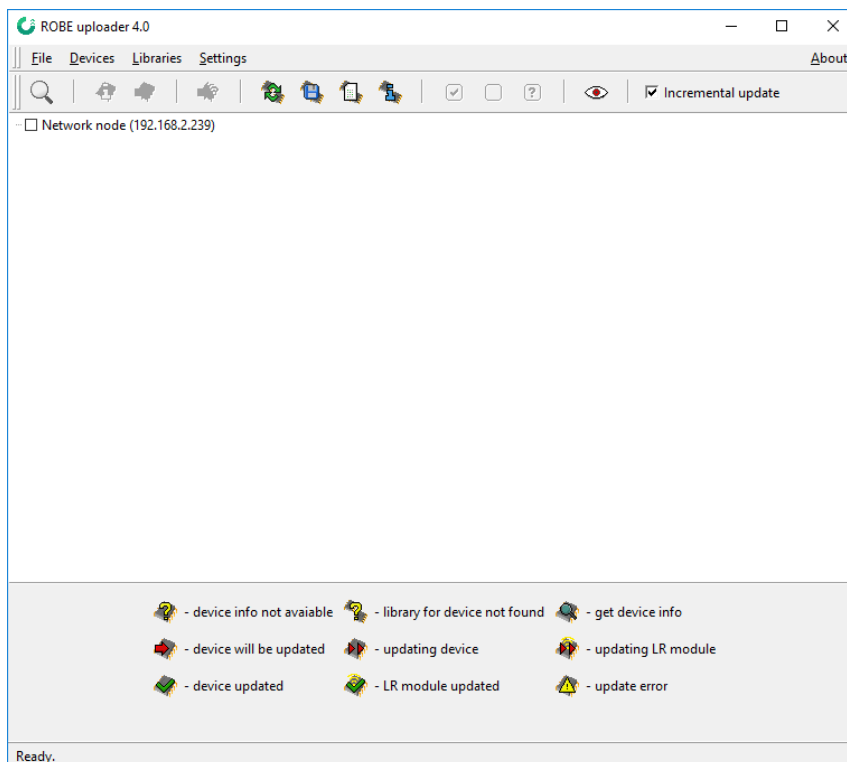 ROBE uploader 4.0
File Devices Libraries Settings About
? Incremental update
Network node (192.168.2.239)
- device info not avaiable - library for device not found - get device info
- device will be updated - updating device - updating LR module
- device updated - LR module updated - update error
Ready.